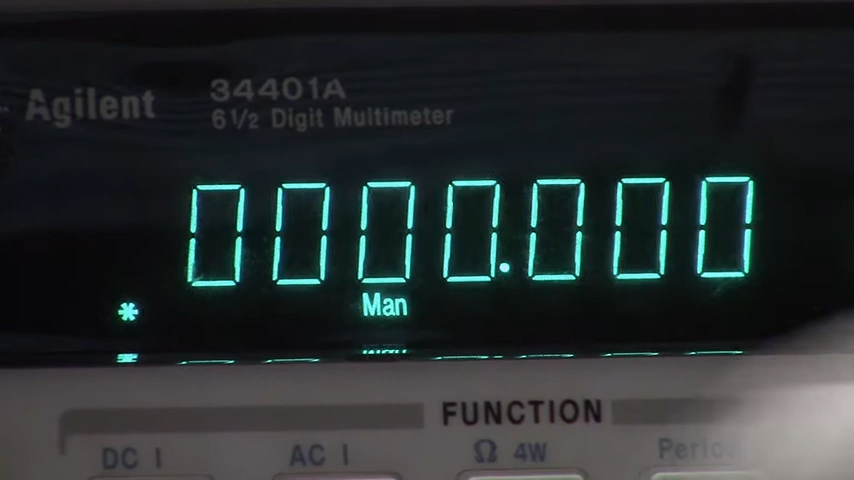 Agilent 34401A
6½ Digit Multimeter
0000.000
* Man
FUNCTION
DC I AC I Ω 4W